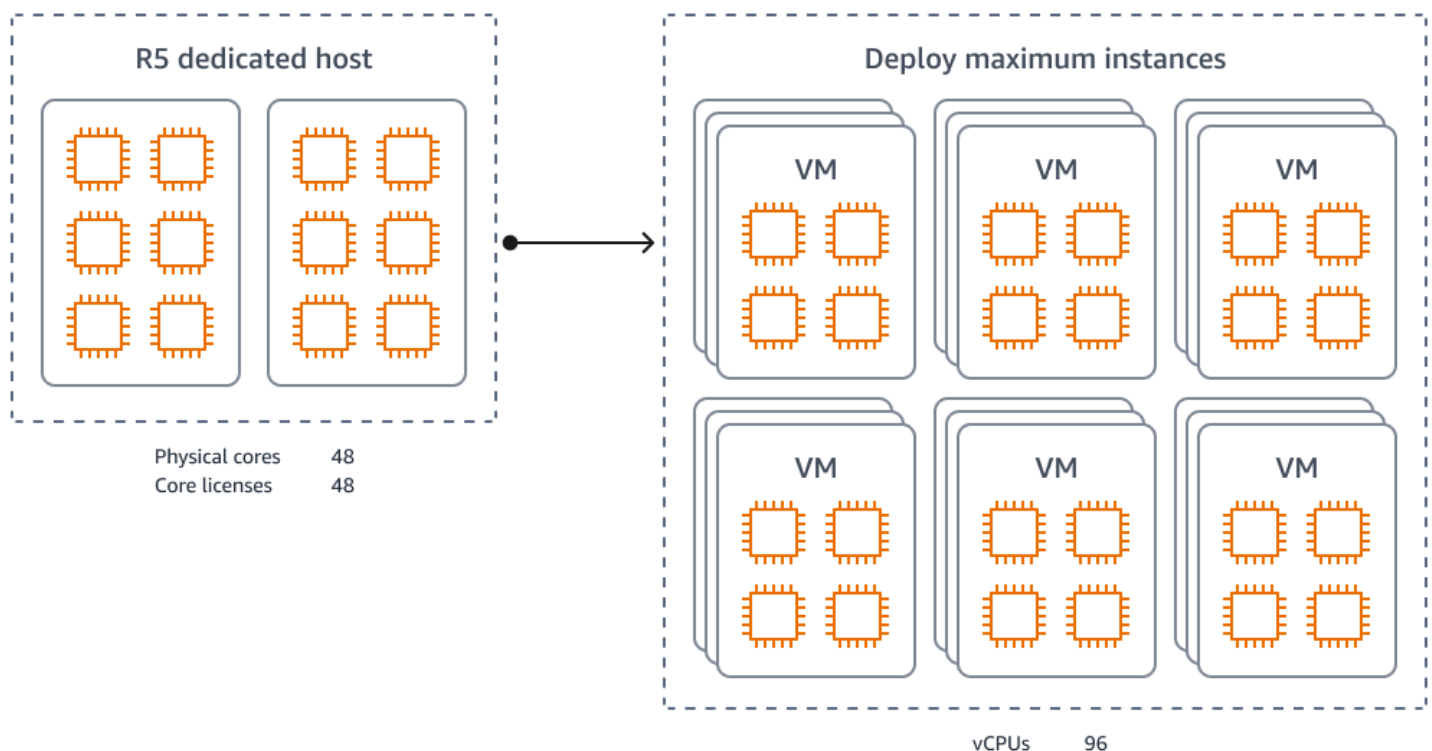 R5 dedicated host
Physical cores 48
Core licenses 48
Deploy maximum instances
VM VM VM
VM VM VM
vCPUs 96